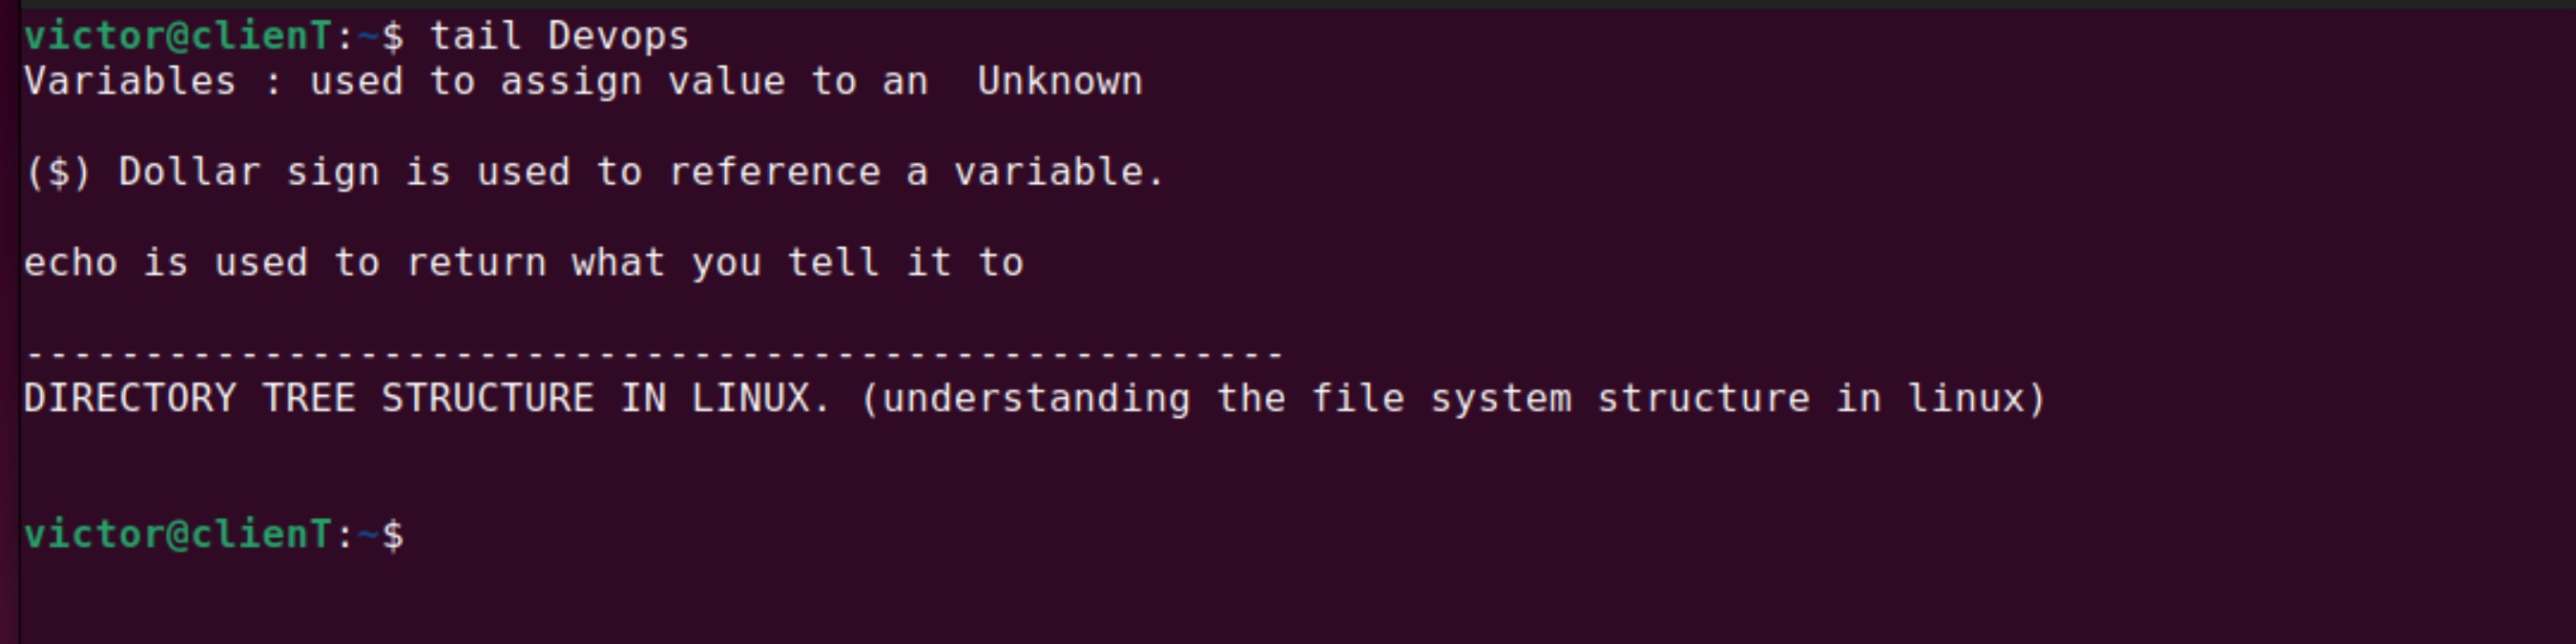 victor@clienT:~$ tail Devops
Variables : used to assign value to an  Unknown
($) Dollar sign is used to reference a variable.
echo is used to return what you tell it to
-----------------------------------------------------
DIRECTORY TREE STRUCTURE IN LINUX. (understanding the file system structure in linux)
victor@clienT:~$